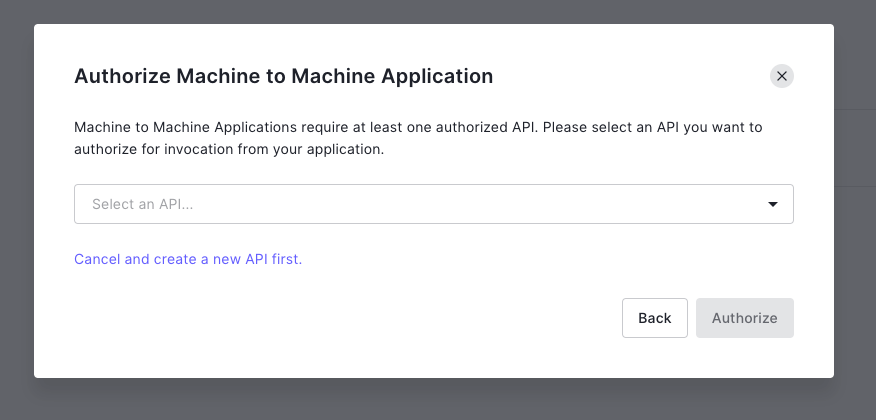 Authorize Machine to Machine Application
Machine to Machine Applications require at least one authorized API. Please select an API you want to
authorize for invocation from your application.
Select an API...
Cancel and create a new API first.
Back
Authorize